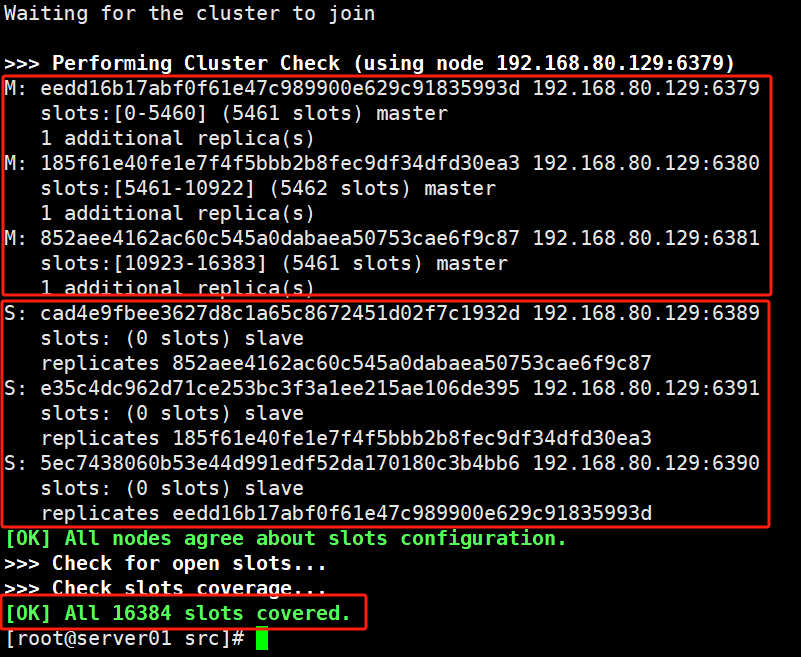 Waiting for the cluster to join
>>> Performing Cluster Check (using node 192.168.80.129:6379)
M: eedd16b17abf0f61e47c989900e629c91835993d 192.168.80.129:6379
slots:[0-5460] (5461 slots) master
1 additional replica(s)
M: 185f61e40fe1e7f4f5bbb2b8fec9df34dfd30ea3 192.168.80.129:6380
slots:[5461-10922] (5462 slots) master
1 additional replica(s)
M: 852aee4162ac60c545a0dabaea50753cae6f9c87 192.168.80.129:6381
slots:[10923-16383] (5461 slots) master
1 additional replica(s)
S: cad4e9fbee3627d8c1a65c8672451d02f7c1932d 192.168.80.129:6389
slots: (0 slots) slave
replicates 852aee4162ac60c545a0dabaea50753cae6f9c87
S: e35c4dc962d71ce253bc3f3a1ee215ae106de395 192.168.80.129:6391
slots: (0 slots) slave
replicates 185f61e40fe1e7f4f5bbb2b8fec9df34dfd30ea3
S: 5ec7438060b53e44d991edf52da170180c3b4bb6 192.168.80.129:6390
slots: (0 slots) slave
replicates eedd16b17abf0f61e47c989900e629c91835993d
[OK] All nodes agree about slots configuration.
>>> Check for open slots...
>>> Check slots coverage...
[OK] All 16384 slots covered.
[root@server01 src]#